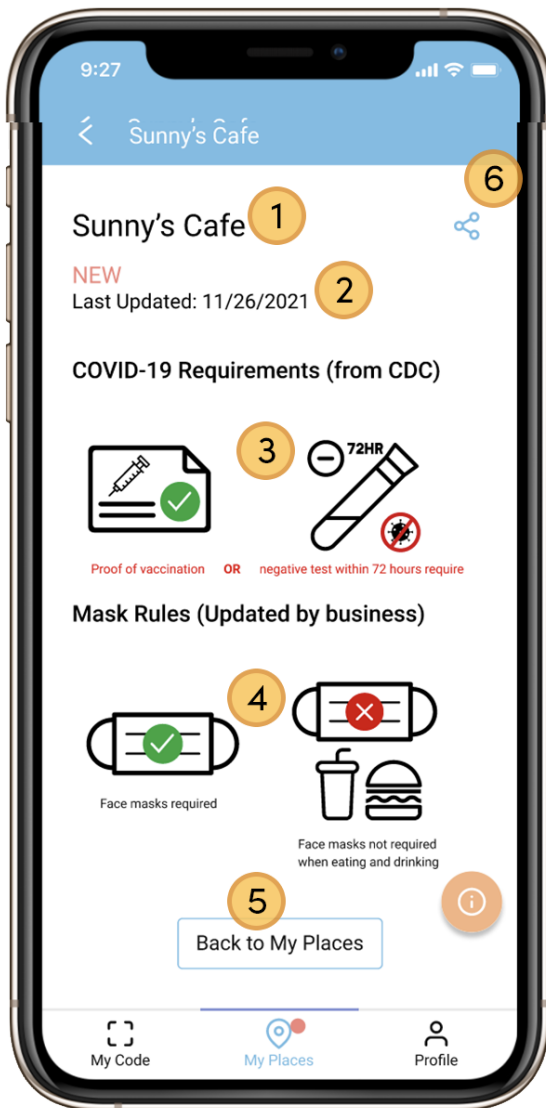 9:27
Sunny's Cafe
6
Sunny's Cafe
1
NEW
Last Updated: 11/26/2021
2
COVID-19 Requirements (from CDC)
3
72HR
Proof of vaccination OR negative test within 72 hours require
Mask Rules (Updated by business)
4
Face masks required
Face masks not required
when eating and drinking
5
Back to My Places
My Code
My Places
Profile